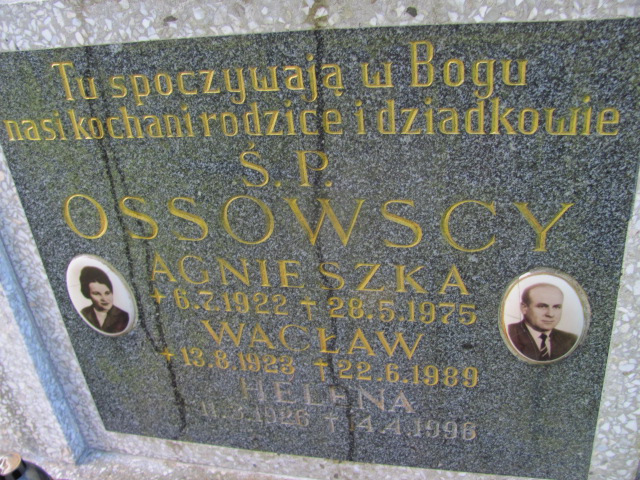 Tu spoczywają w Bogu
nasi kochani rodzice i dziadkowie
Ś. P.
OSSOWSCY
AGNIESZKA
+ 6.7.1922 + 28.5.1975
WACŁAW
+ 13.8.1923 + 22.6.1989
HELENA
+ 4.4.1996